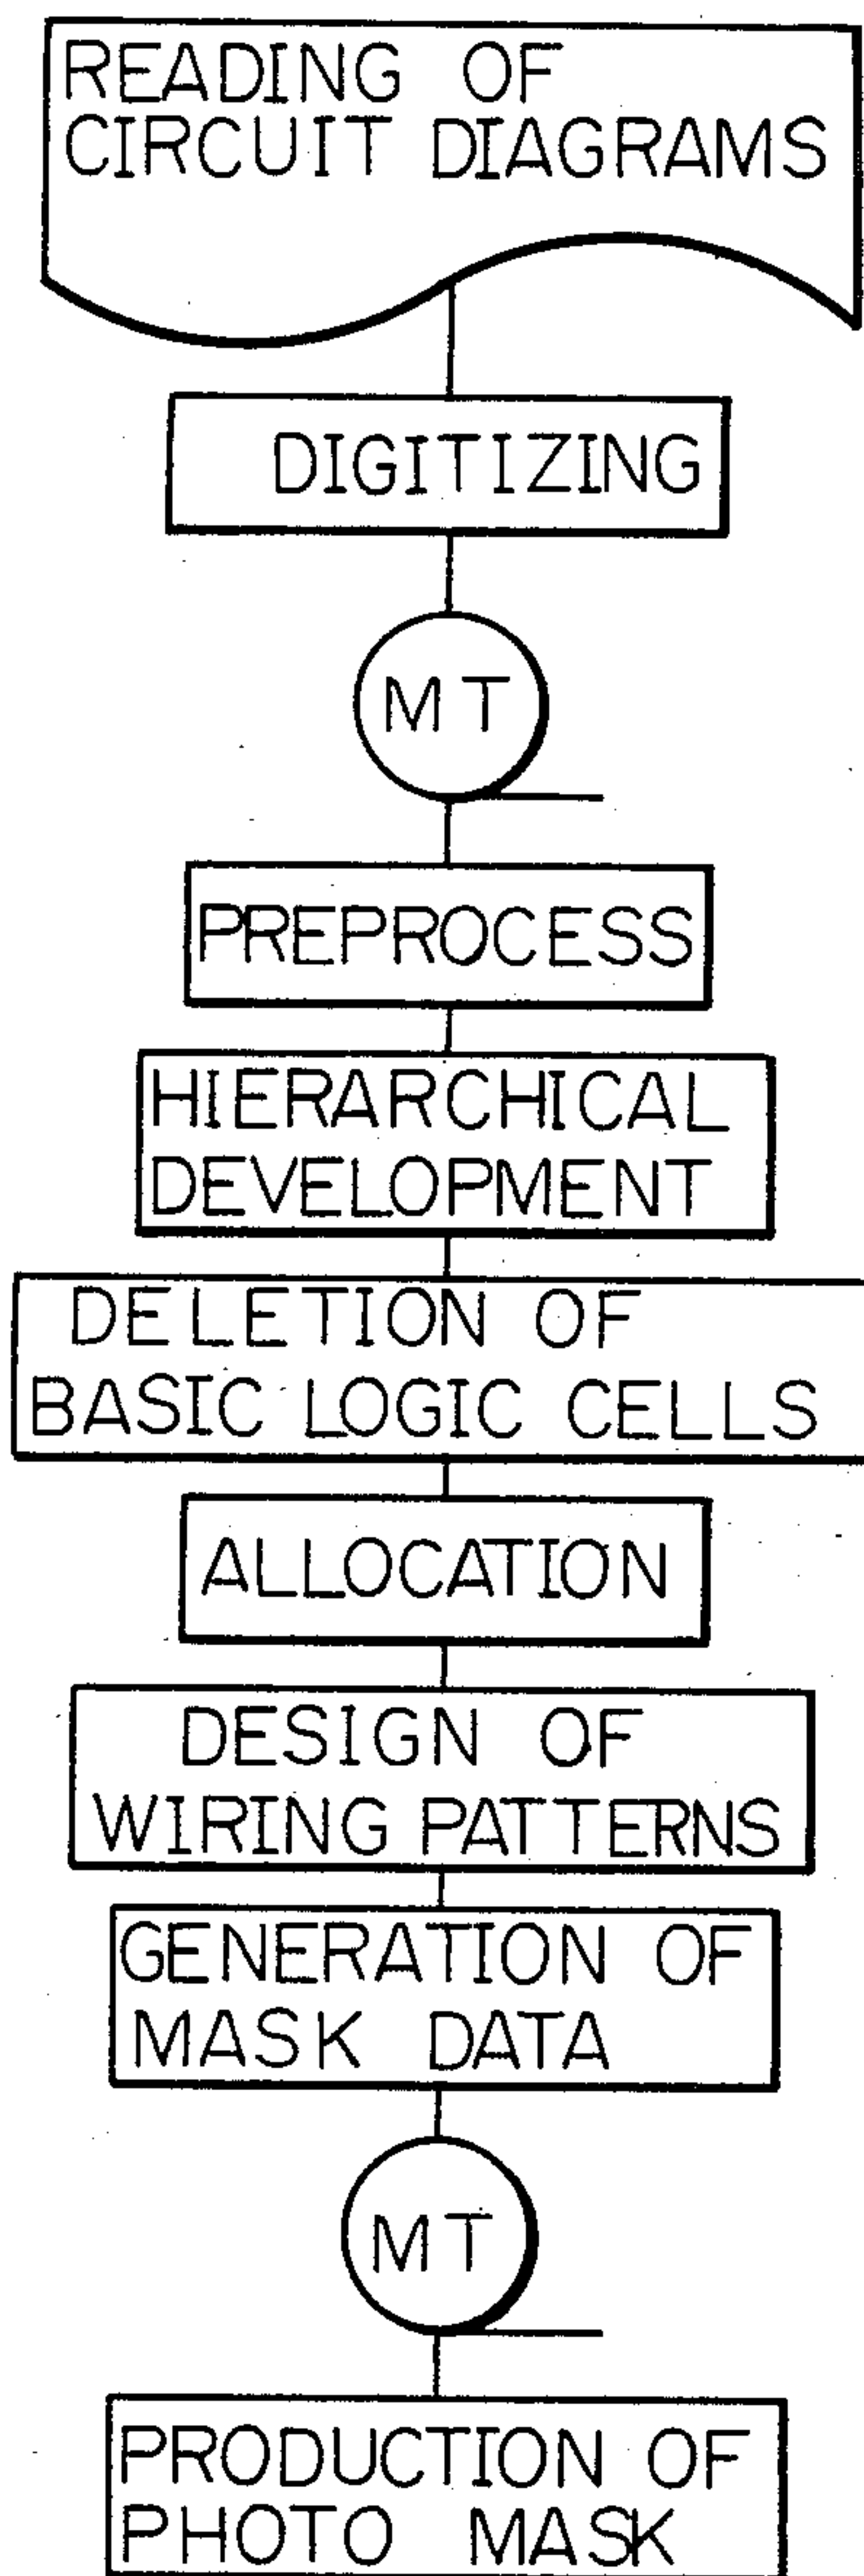 READING OF
CIRCUIT DIAGRAMS
DIGITIZING
MT
PREPROCESS
HIERARCHICAL
DEVELOPMENT
DELETION OF
BASIC LOGIC CELLS
ALLOCATION
DESIGN OF
WIRING PATTERNS
GENERATION OF
MASK DATA
MT
PRODUCTION OF
PHOTO MASK